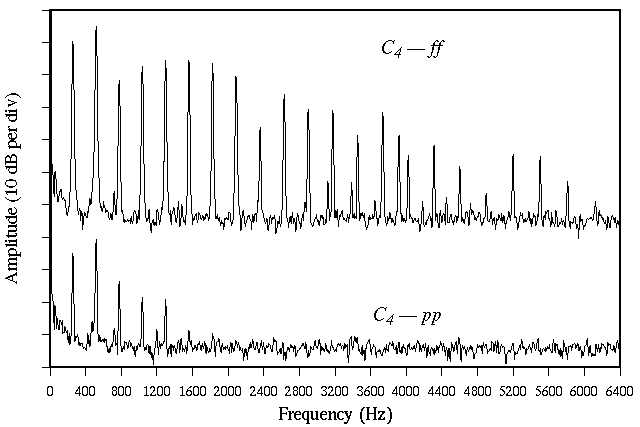 C4 — ff
Amplitude (10 dB per div)
C4 — pp
0 400 800 1200 1600 2000 2400 2800 3200 3600 4000 4400 4800 5200 5600 6000 6400
Frequency (Hz)